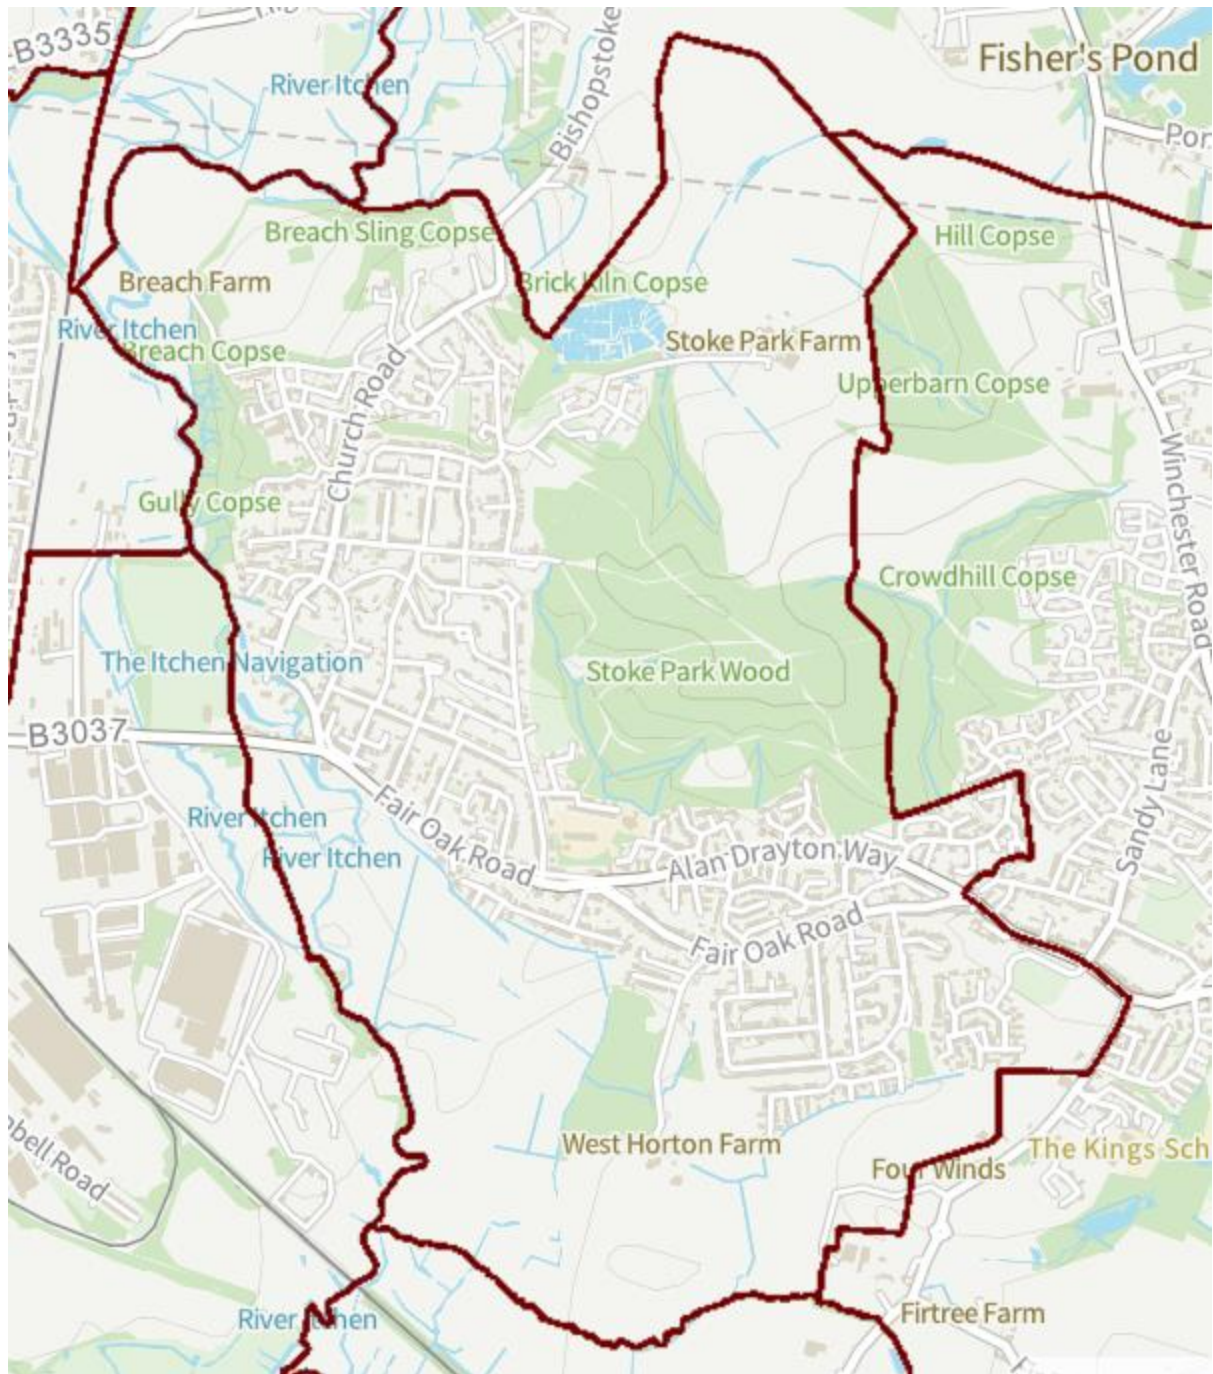 B3335
River Itchen
Bishopstoke
Fisher's Pond
Breach Sling Copse
Hill Copse
Breach Farm
Brick Kiln Copse
River Itchen
Breach Copse
Stoke Park Farm
Church Road
Upperbarn Copse
Winchester Road
Gully Copse
Crowdhill Copse
The Itchen Navigation
Stoke Park Wood
B3037
Sandy Lane
River Itchen
Fair Oak Road
River Itchen
Alan Drayton Way
Fair Oak Road
West Horton Farm
The Kings Sch
Four Winds
bell Road
River Itchen
Firtree Farm